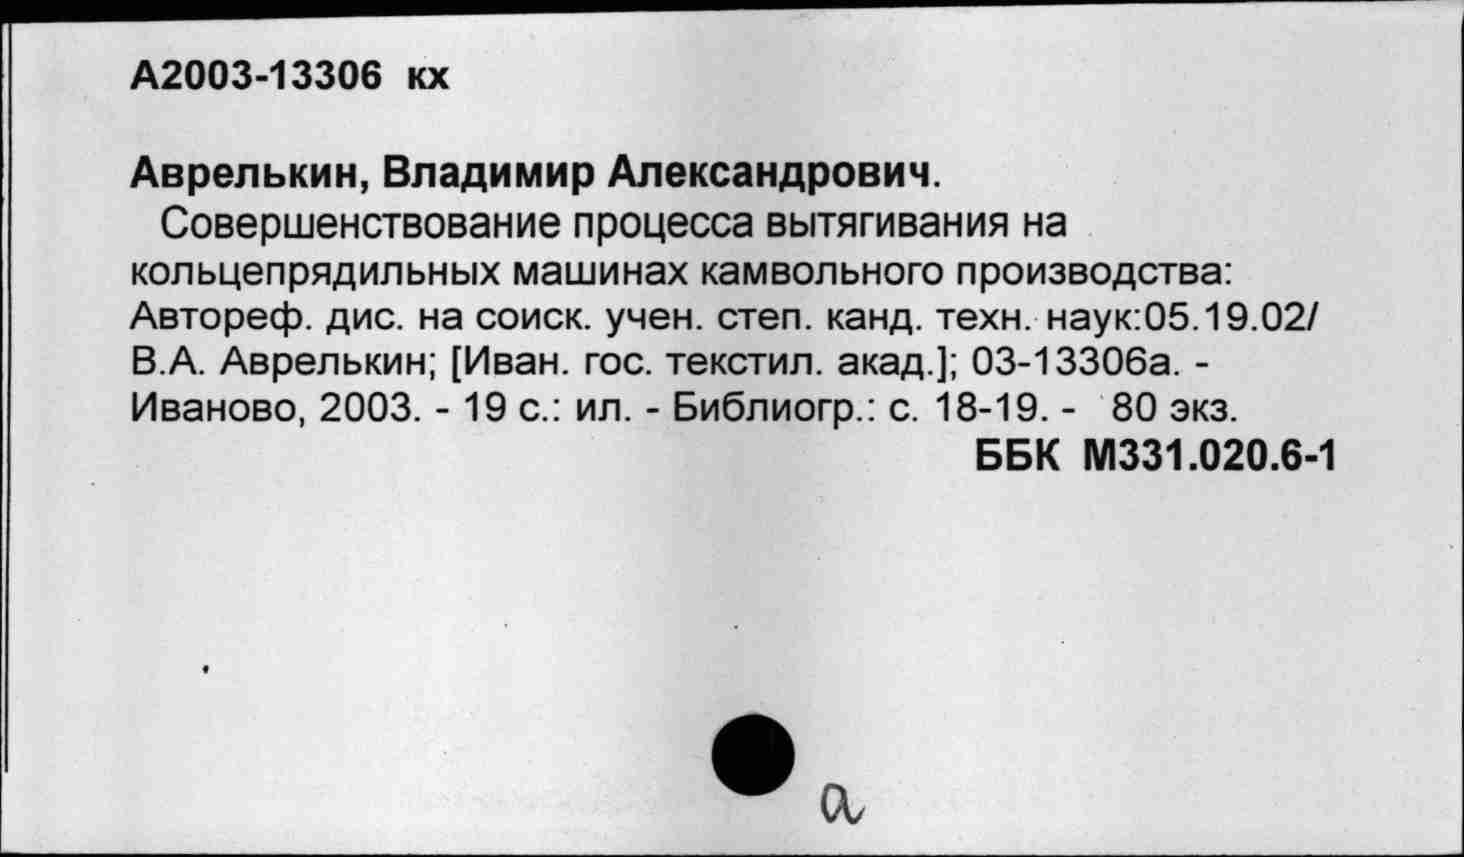 А2003-13306 кх
Аврелькин, Владимир Александрович.
Совершенствование процесса вытягивания на
кольцепрядильных машинах камвольного производства:
Автореф. дис. на соиск. учен. степ. канд. техн. наук:05.19.02/
В.А. Аврелькин; [Иван. гос. текстил. акад.]; 03-13306а. -
Иваново, 2003. - 19 с.: ил. - Библиогр.: с. 18-19. - 80 экз.
ББК М331.020.6-1
а